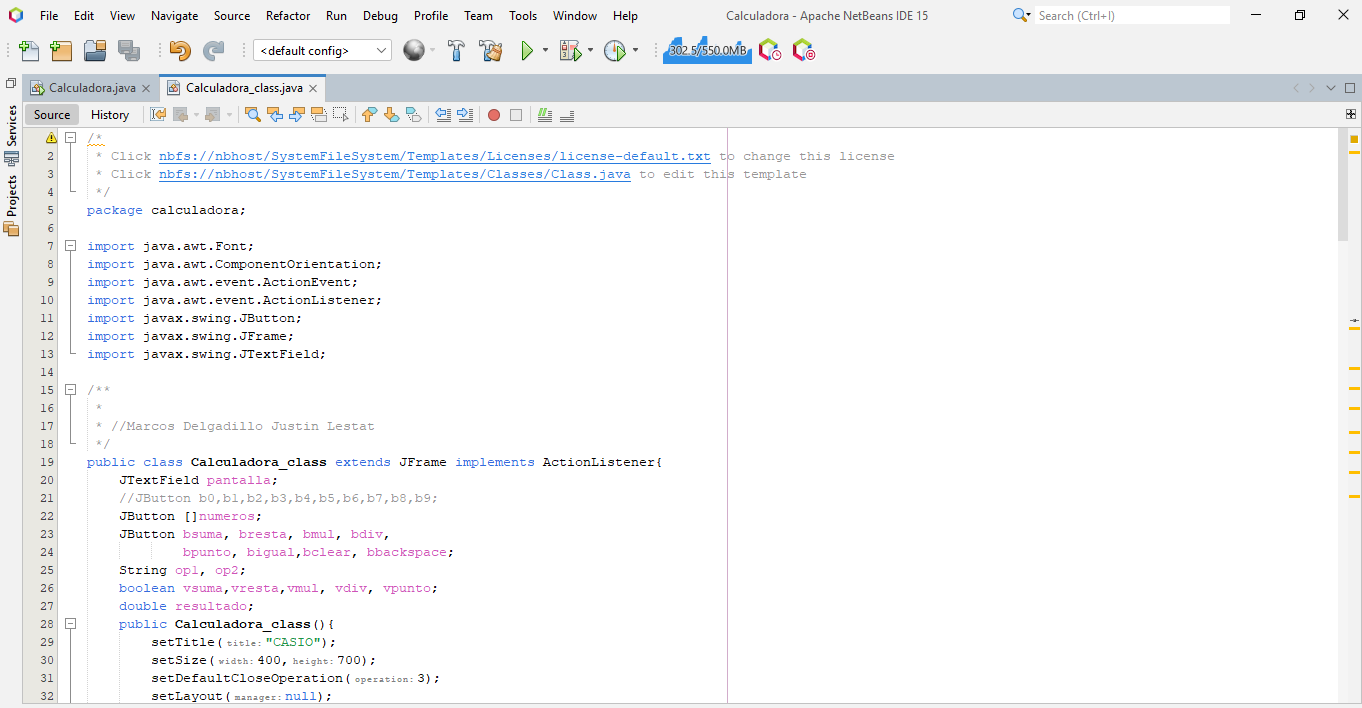 File Edit View Navigate Source Refactor Run Debug Profile Team Tools Window Help Calculadora - Apache NetBeans IDE 15 Search (Ctrl+I)
<default config> 302.5/550.0MB
Calculadora.java Calculadora_class.java
Source History
Services
Projects
/*
2 * Click nbfs://nbhost/SystemFileSystem/Templates/Licenses/license-default.txt to change this license
3 * Click nbfs://nbhost/SystemFileSystem/Templates/Classes/Class.java to edit this template
4 */
5 package calculadora;
6
7 import java.awt.Font;
8 import java.awt.ComponentOrientation;
9 import java.awt.event.ActionEvent;
10 import java.awt.event.ActionListener;
11 import javax.swing.JButton;
12 import javax.swing.JFrame;
13 import javax.swing.JTextField;
14
15 /**
16 *
17 * //Marcos Delgadillo Justin Lestat
18 */
19 public class Calculadora_class extends JFrame implements ActionListener{
20 JTextField pantalla;
21 //JButton b0,b1,b2,b3,b4,b5,b6,b7,b8,b9;
22 JButton []numeros;
23 JButton bsuma, bresta, bmul, bdiv,
24 bpunto, bigual,bclear, bbackspace;
25 String op1, op2;
26 boolean vsuma,vresta,vmul, vdiv, vpunto;
27 double resultado;
28 public Calculadora_class(){
29 setTitle(title:"CASIO");
30 setSize(width:400, height:700);
31 setDefaultCloseOperation(operation:3);
32 setLayout(manager:null);